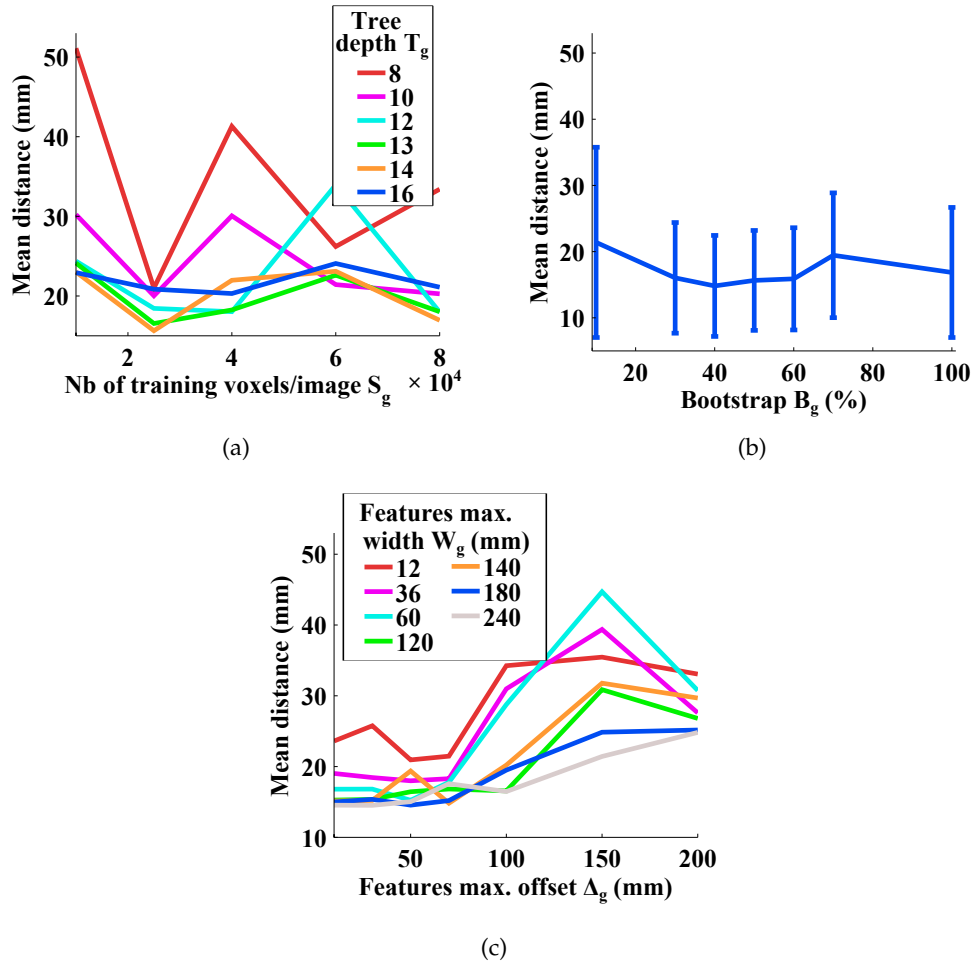 Tree
depth T_g
8
10
12
13
14
16
50
40
30
20
Mean distance (mm)
2 4 6 8
Nb of training voxels/image S_g × 10^4
(a)
50
40
30
20
10
Mean distance (mm)
20 40 60 80 100
Bootstrap B_g (%)
(b)
Features max.
width W_g (mm)
12 140
36 180
60 240
120
50
40
30
20
10
Mean distance (mm)
50 100 150 200
Features max. offset Δ_g (mm)
(c)